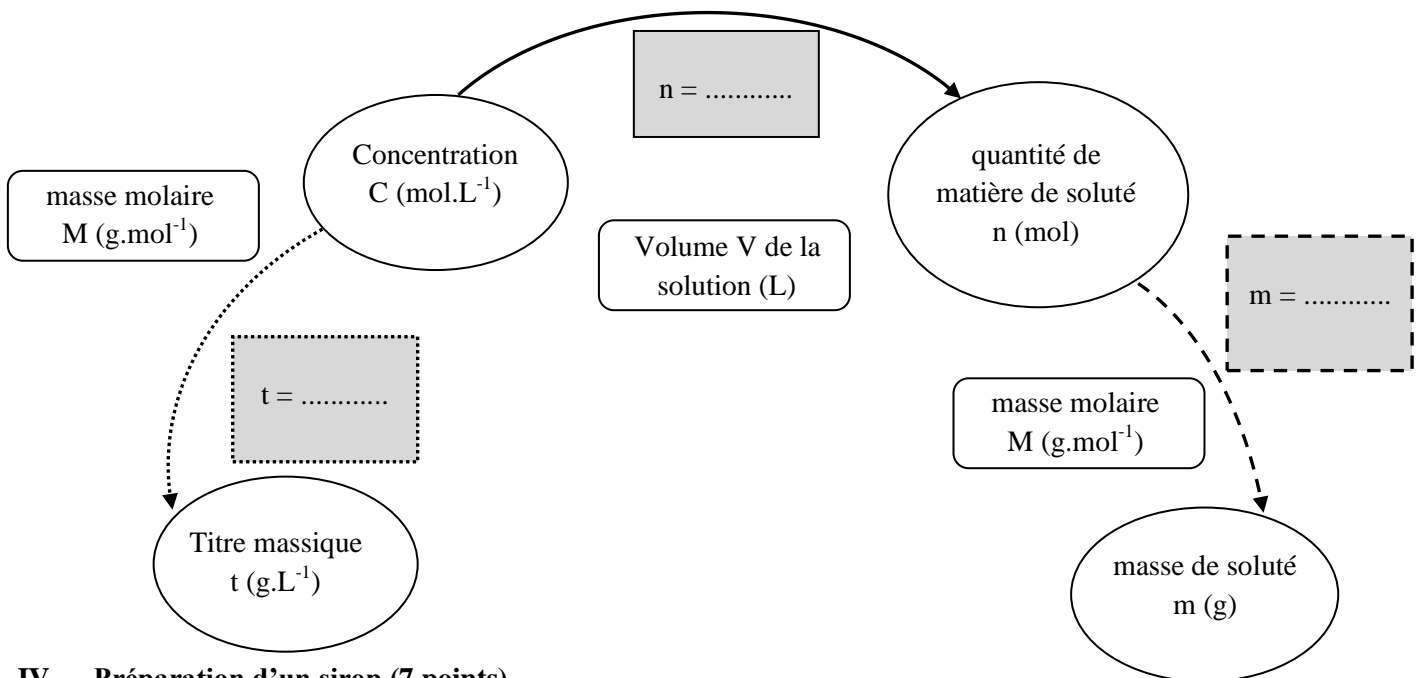 n = ............
Concentration
C (mol.L⁻¹)
quantité de
matière de soluté
n (mol)
masse molaire
M (g.mol⁻¹)
Volume V de la
solution (L)
m = ............
t = ............
masse molaire
M (g.mol⁻¹)
Titre massique
t (g.L⁻¹)
masse de soluté
m (g)
IV. Préparation d'un sirop (7 points)